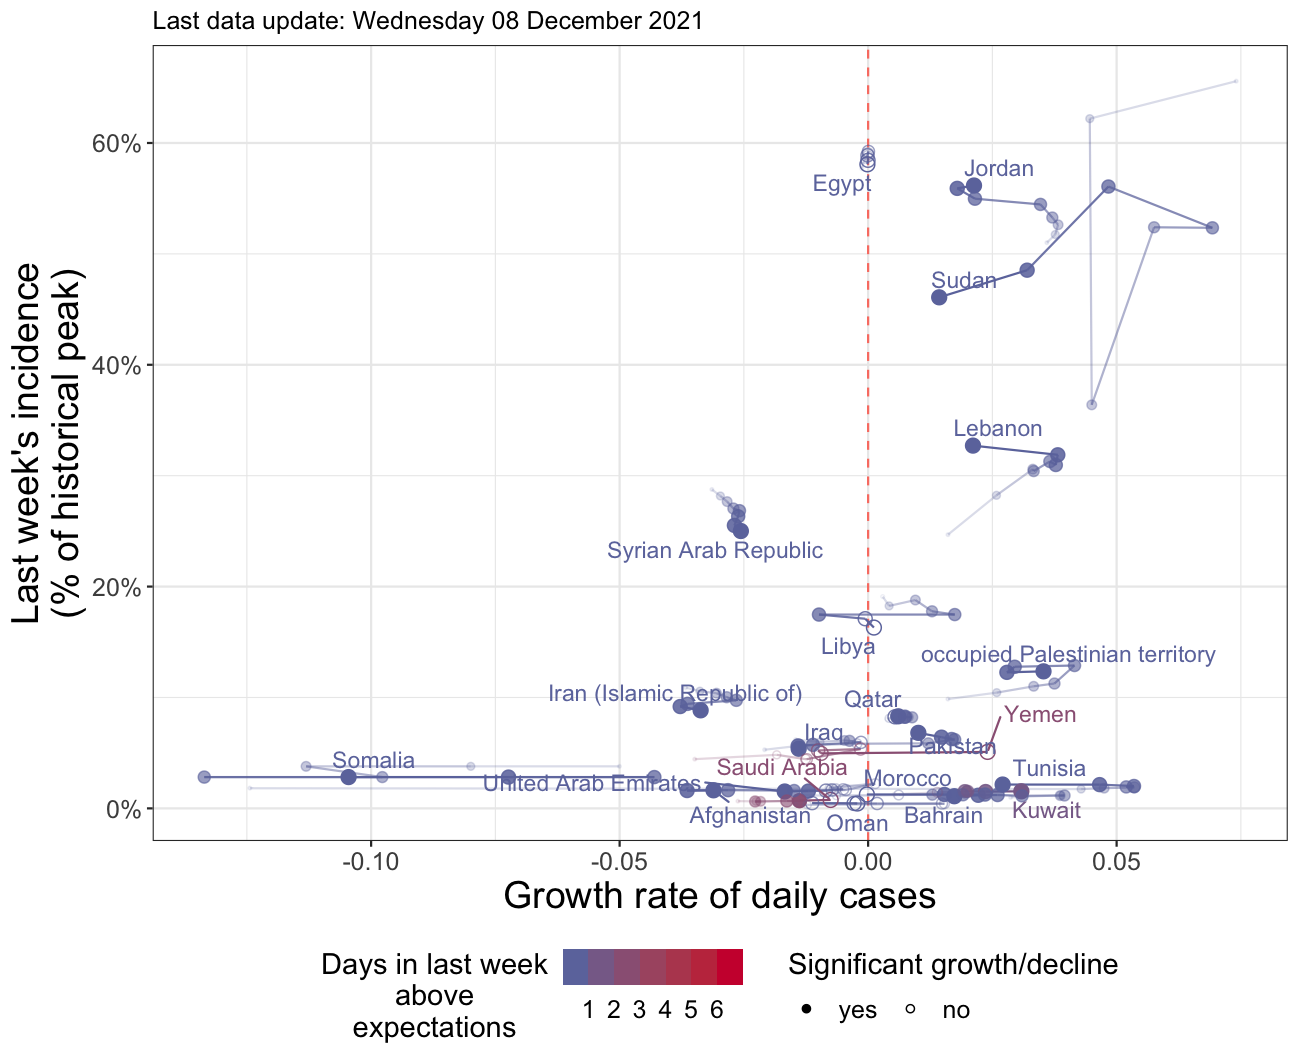 Last data update: Wednesday 08 December 2021
Last week's incidence
(% of historical peak)
60%
40%
20%
0%
Egypt
Jordan
Sudan
Lebanon
Syrian Arab Republic
Libya
occupied Palestinian territory
Iran (Islamic Republic of)
Qatar
Yemen
Iraq
Pakistan
Somalia
Saudi Arabia
Tunisia
United Arab Emirates
Morocco
Afghanistan
Oman
Bahrain
Kuwait
-0.10
-0.05
0.00
0.05
Growth rate of daily cases
Days in last week
above
expectations
1 2 3 4 5 6
Significant growth/decline
yes
no